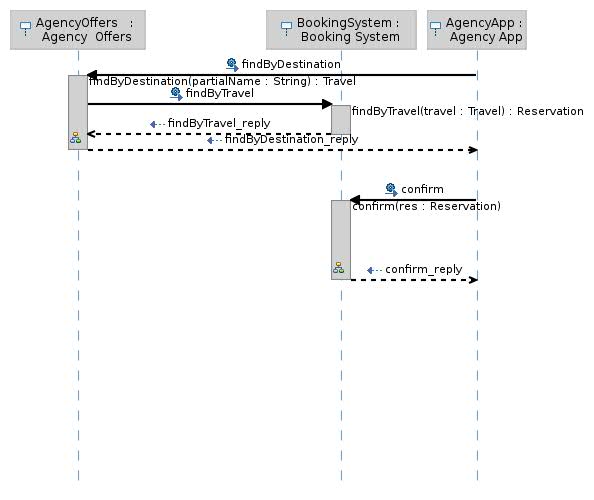 AgencyOffers :
Agency Offers
BookingSystem :
Booking System
AgencyApp :
Agency App
findByDestination
findByDestination(partialName : String) : Travel
findByTravel
findByTravel(travel : Travel) : Reservation
findByTravel_reply
findByDestination_reply
confirm
confirm(res : Reservation)
confirm_reply